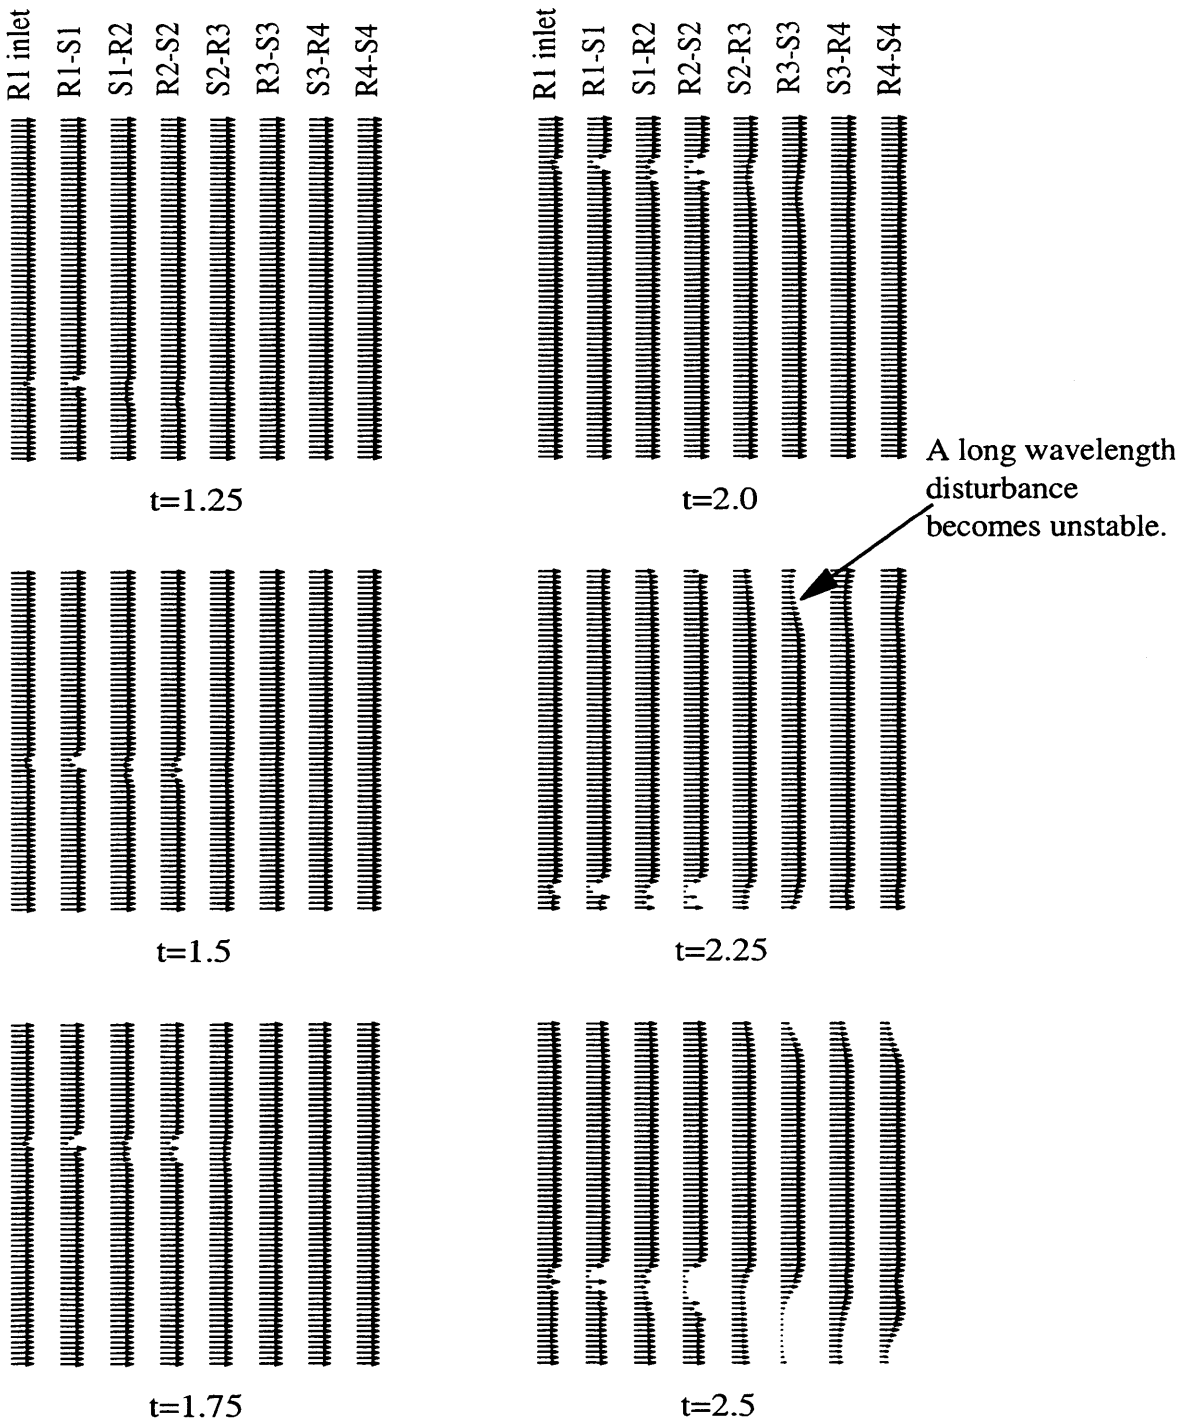 R1 inlet
R1-S1
S1-R2
R2-S2
S2-R3
R3-S3
S3-R4
R4-S4
R1 inlet
R1-S1
S1-R2
R2-S2
S2-R3
R3-S3
S3-R4
R4-S4
t=1.25
t=2.0
A long wavelength
disturbance
becomes unstable.
t=1.5
t=2.25
t=1.75
t=2.5